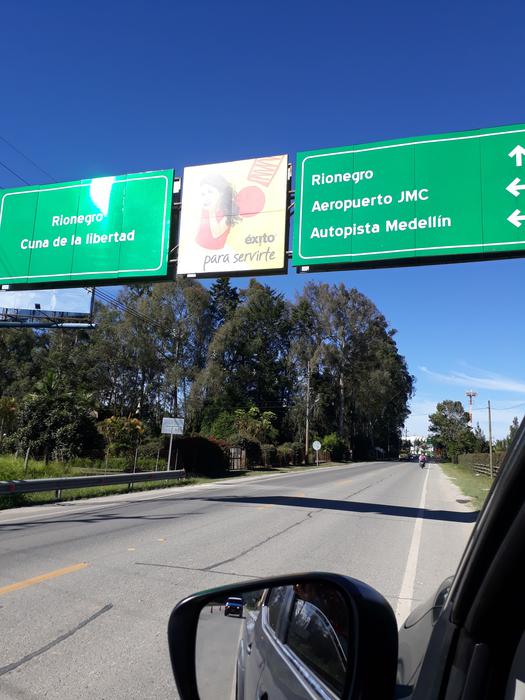 Rionegro
Cuna de la libertad
éxito
para servirte
Rionegro
Aeropuerto JMC
Autopista Medellín